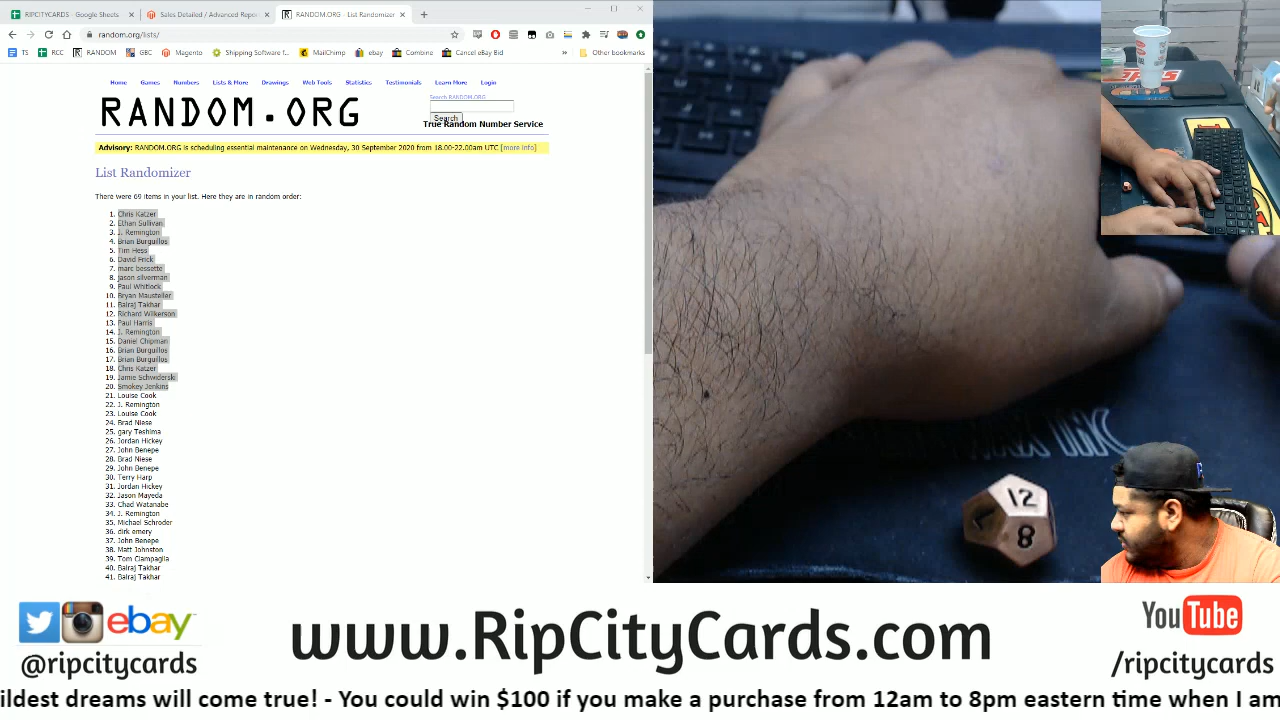 RIPCITYCARDS - Google Sheets
Sales Detailed / Advanced Repor
RANDOM.ORG - List Randomizer
random.org/lists/
TS RCC RANDOM GBC Magento Shipping Software f... MailChimp ebay Combine Cancel eBay Bid » Other bookmarks
Home Games Numbers Lists & More Drawings Web Tools Statistics Testimonials Learn More Login
RANDOM.ORG
Search RANDOM.ORG
Search
True Random Number Service
Advisory: RANDOM.ORG is scheduling essential maintenance on Wednesday, 30 September 2020 from 18.00-22.00am UTC [more info]
List Randomizer
There were 69 items in your list. Here they are in random order:
1. Chris Katzer
2. Ethan Sullivan
3. J. Remington
4. Brian Burguillos
5. Tim Hess
6. David Frick
7. marc bessette
8. jason silverman
9. Paul Whitlock
10. Bryan Mausteller
11. Balraj Takhar
12. Richard Wilkerson
13. Paul Harris
14. J. Remington
15. Daniel Chipman
16. Brian Burguillos
17. Brian Burguillos
18. Chris Katzer
19. Jamie Schwiderski
20. Smokey Jenkins
21. Louise Cook
22. J. Remington
23. Louise Cook
24. Brad Niese
25. gary Teshima
26. Jordan Hickey
27. John Benepe
28. Brad Niese
29. John Benepe
30. Terry Harp
31. Jordan Hickey
32. Jason Mayeda
33. Chad Watanabe
34. J. Remington
35. Michael Schroder
36. dirk emery
37. John Benepe
38. Matt Johnston
39. Tom Ciampaglia
40. Balraj Takhar
41. Balraj Takhar
12
8
ebay
@ripcitycards
www.RipCityCards.com
YouTube
/ripcitycards
ildest dreams will come true! - You could win $100 if you make a purchase from 12am to 8pm eastern time when I am